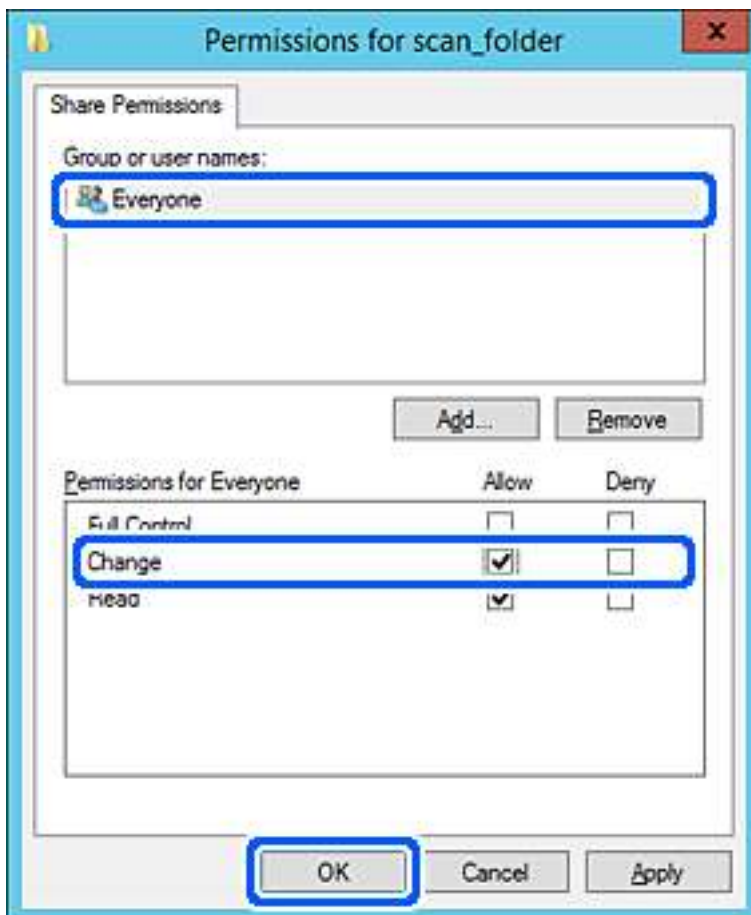 Permissions for scan_folder
Share Permissions
Group or user names:
Everyone
Add... Remove
Permissions for Everyone Allow Deny
Full Control
Change
Read
OK Cancel Apply